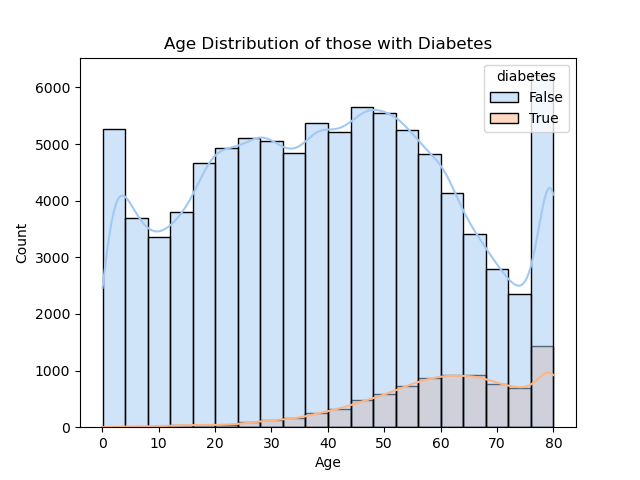 Age Distribution of those with Diabetes
diabetes
False
True
Count
6000
5000
4000
3000
2000
1000
0
0 10 20 30 40 50 60 70 80
Age